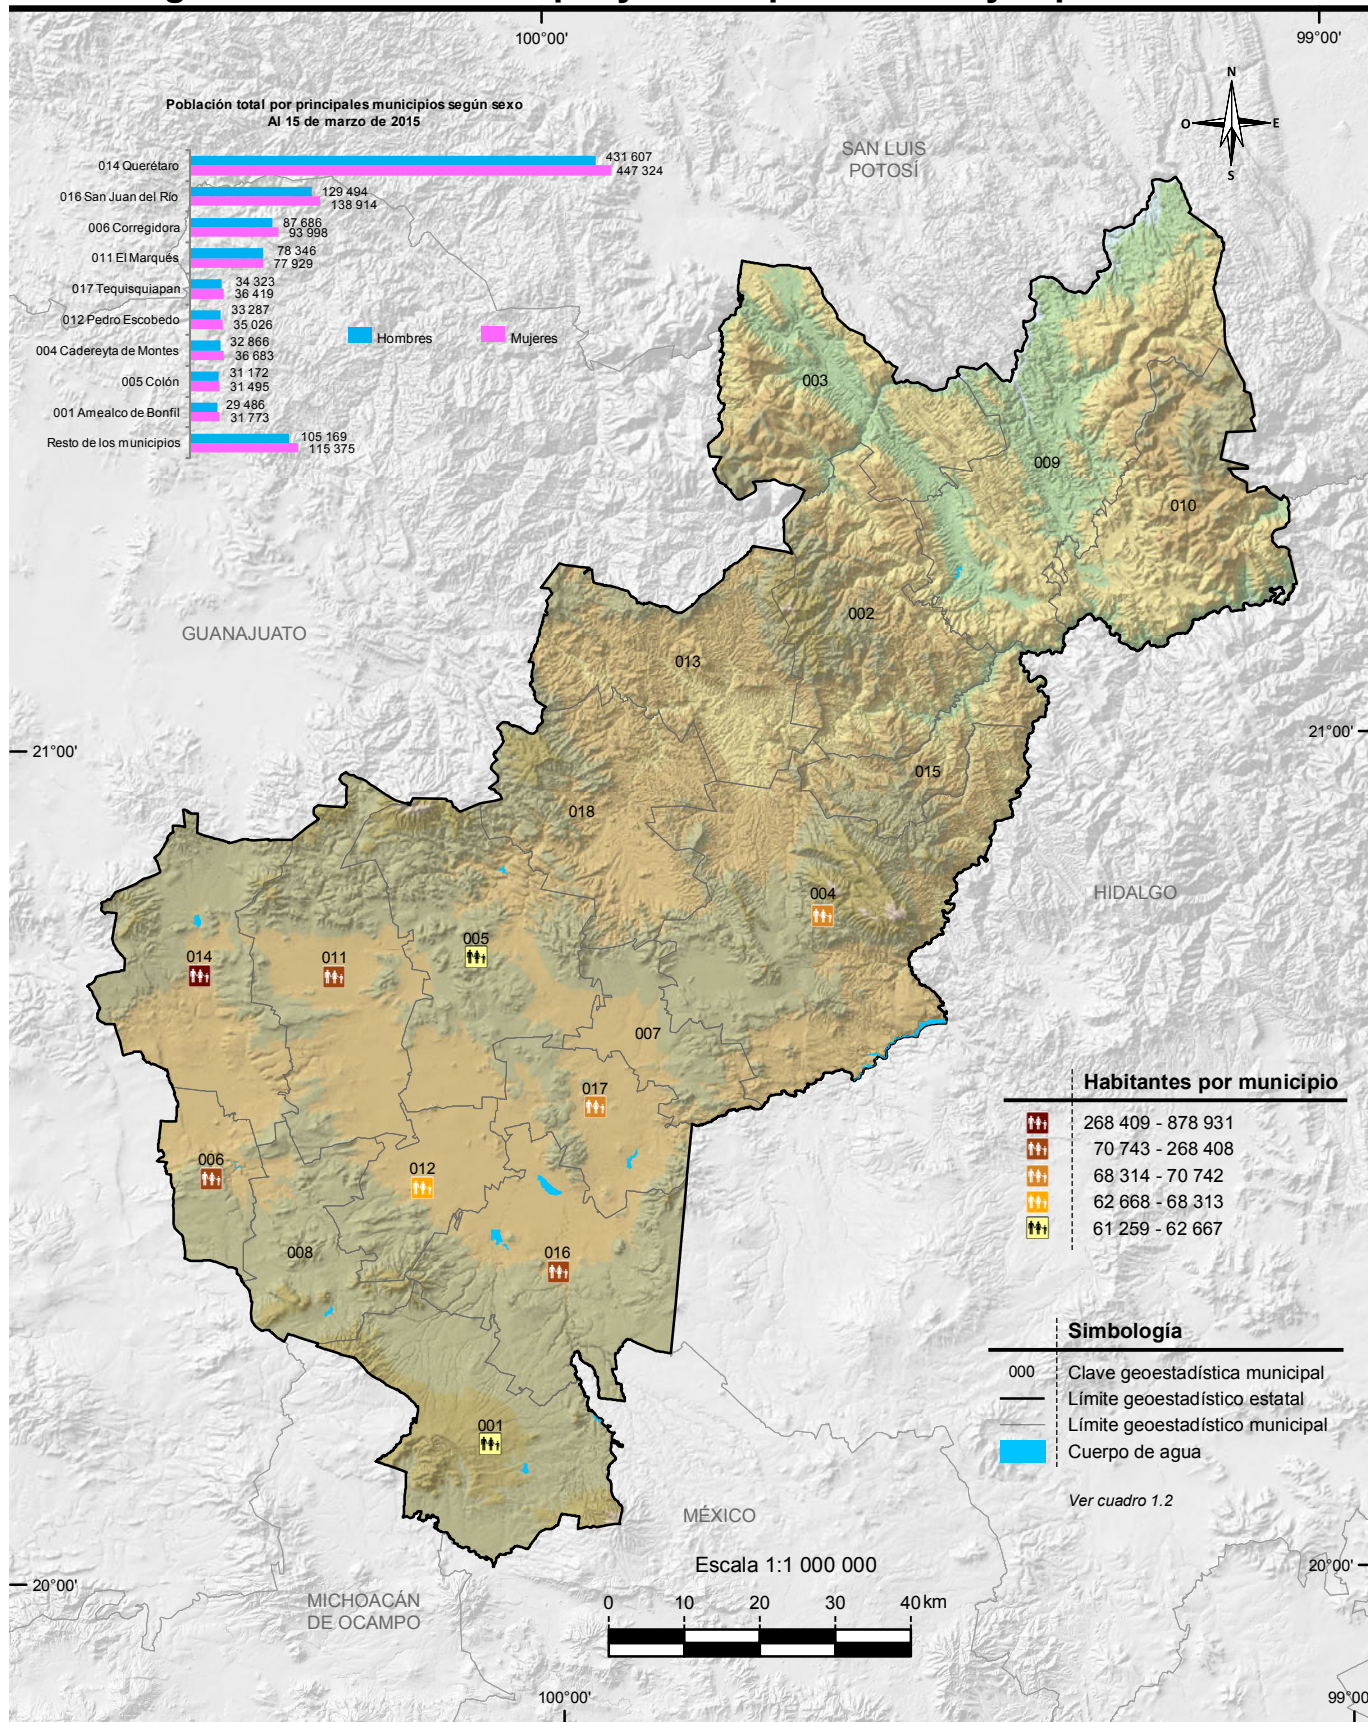 100°00'
99°00'
Población total por principales municipios según sexo
Al 15 de marzo de 2015
014 Querétaro
431 607
447 324
016 San Juan del Río
129 494
138 914
006 Corregidora
87 686
93 998
011 El Marqués
78 346
77 929
017 Tequisquiapan
34 323
36 419
012 Pedro Escobedo
33 287
35 026
004 Cadereyta de Montes
32 866
36 683
005 Colón
31 172
31 495
001 Amealco de Bonfil
29 486
31 773
Resto de los municipios
105 169
115 375
Hombres
Mujeres
N
O
E
S
SAN LUIS
POTOSÍ
003
009
010
002
GUANAJUATO
013
21°00'
21°00'
015
018
004
HIDALGO
005
014
011
007
017
006
012
008
016
001
Habitantes por municipio
268 409 - 878 931
70 743 - 268 408
68 314 - 70 742
62 668 - 68 313
61 259 - 62 667
Simbología
000 Clave geoestadística municipal
Límite geoestadístico estatal
Límite geoestadístico municipal
Cuerpo de agua
Ver cuadro 1.2
MÉXICO
Escala 1:1 000 000
20°00'
20°00'
MICHOACÁN
DE OCAMPO
0 10 20 30 40 km
100°00'
99°00'